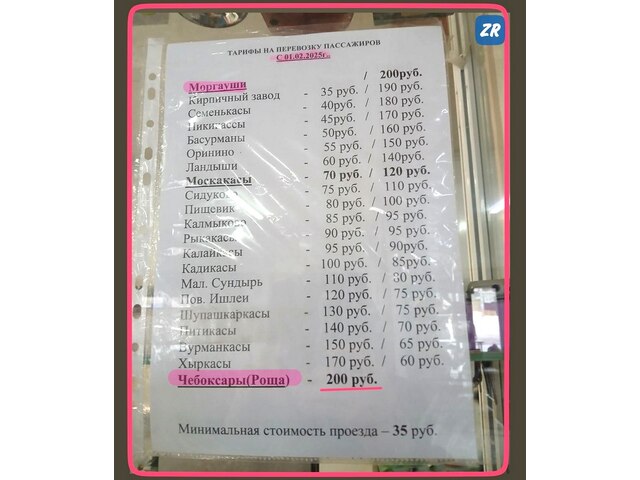 ZR
ТАРИФЫ НА ПЕРЕВОЗКУ ПАССАЖИРОВ
С 01.02.2025г..
Моргауши / 200руб.
Кирпичный завод - 35 руб. / 190 руб.
Семенькасы - 40руб. / 180 руб.
Никигассы - 45руб. / 170 руб.
Басурманы - 50руб. / 160 руб.
Оринино - 55 руб. / 150 руб.
Ландыши - 60 руб. / 140руб.
Москакасы - 70 руб. / 120 руб.
Сидуково - 75 руб. / 110 руб.
Пищевик - 80 руб. / 100 руб.
Калмыково - 85 руб. / 95 руб.
Рыкакасы - 90 руб. / 95 руб.
Калайкасы - 95 руб. / 90руб.
Кадикасы - 100 руб. / 85руб.
Мал. Сундырь - 110 руб. / 80 руб.
Пов. Ишлеи - 120 руб. / 75 руб.
Шупашкаркасы - 130 руб. / 75 руб.
Питикасы - 140 руб. / 70 руб.
Вурманкасы - 150 руб. / 65 руб.
Хыркасы - 170 руб. / 60 руб.
Чебоксары(Роща) - 200 руб.
Минимальная стоимость проезда – 35 руб.